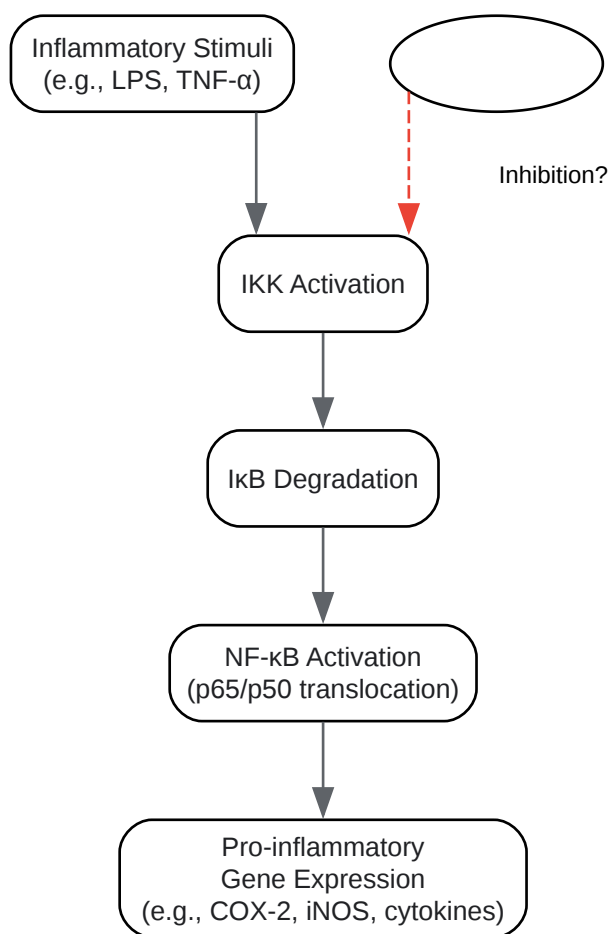 Inflammatory Stimuli
(e.g., LPS, TNF-α)
Inhibition?
IKK Activation
IκB Degradation
NF-κB Activation
(p65/p50 translocation)
Pro-inflammatory
Gene Expression
(e.g., COX-2, iNOS, cytokines)